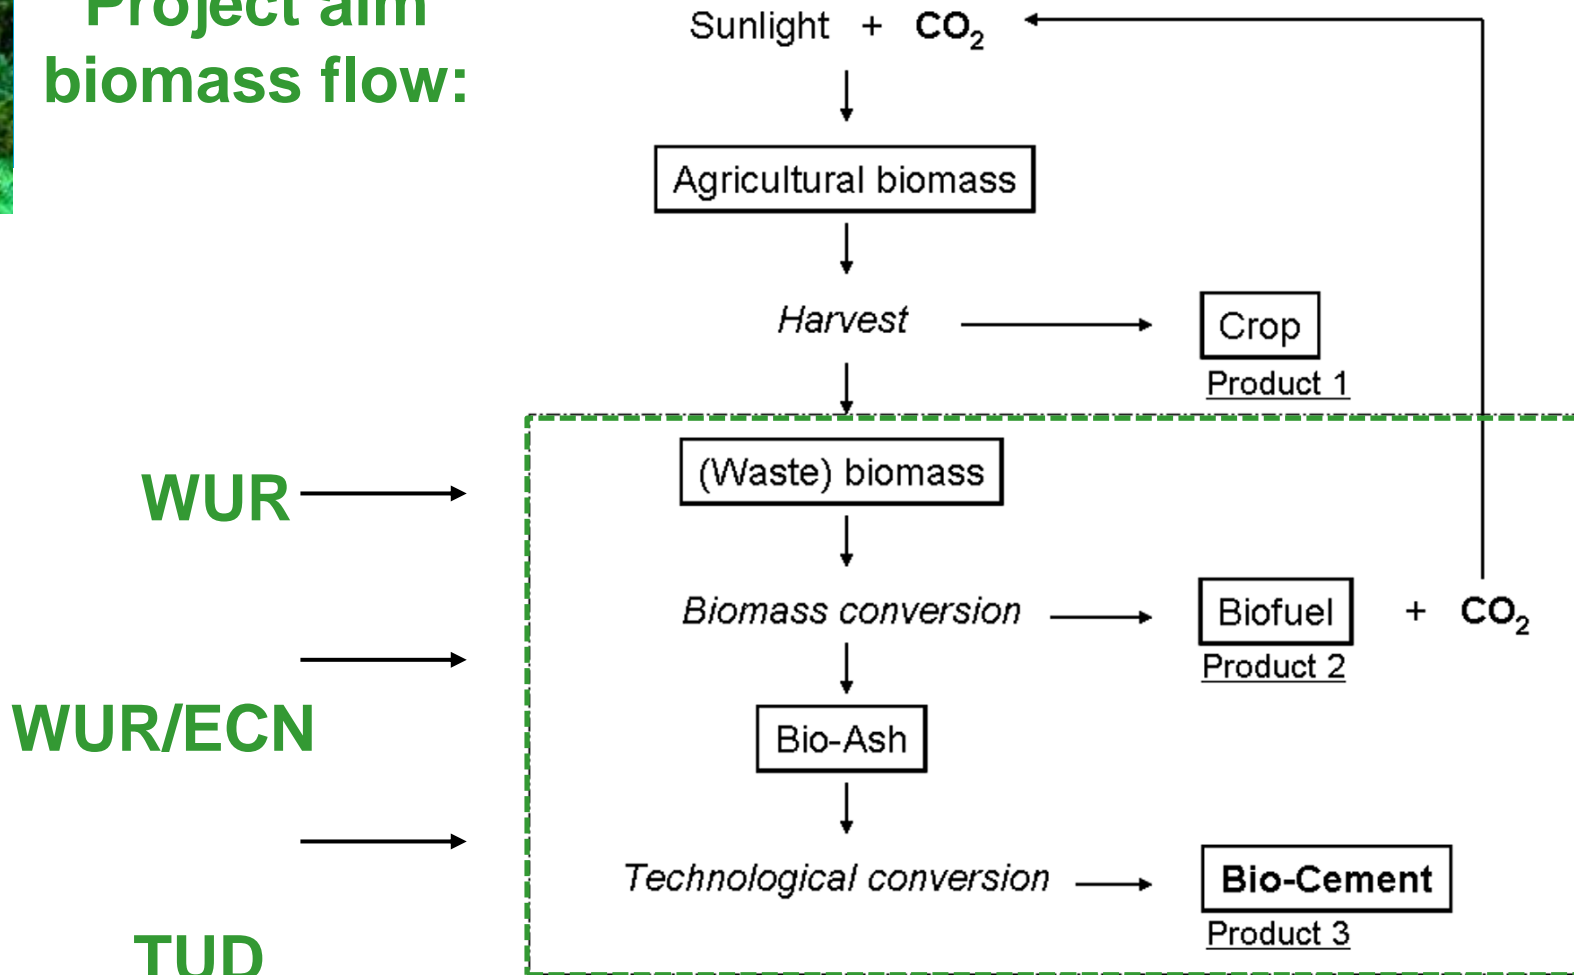 Project aim
biomass flow:
Sunlight + CO₂
Agricultural biomass
Harvest
Crop
Product 1
WUR
(Waste) biomass
Biomass conversion
Biofuel + CO₂
Product 2
WUR/ECN
Bio-Ash
Technological conversion
Bio-Cement
Product 3
TUD